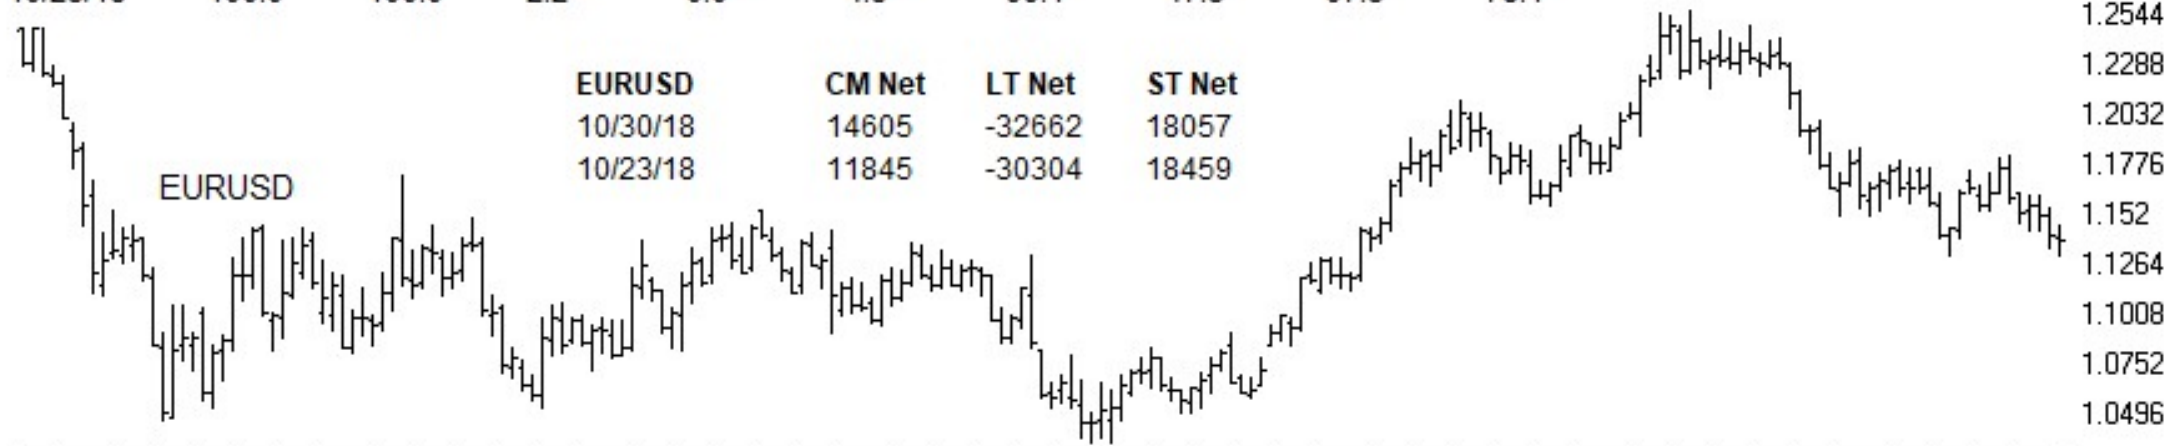 1.2544
EURUSD CM Net LT Net ST Net
1.2288
10/30/18 14605 -32662 18057
1.2032
10/23/18 11845 -30304 18459
1.1776
EURUSD
1.152
1.1264
1.1008
1.0752
1.0496